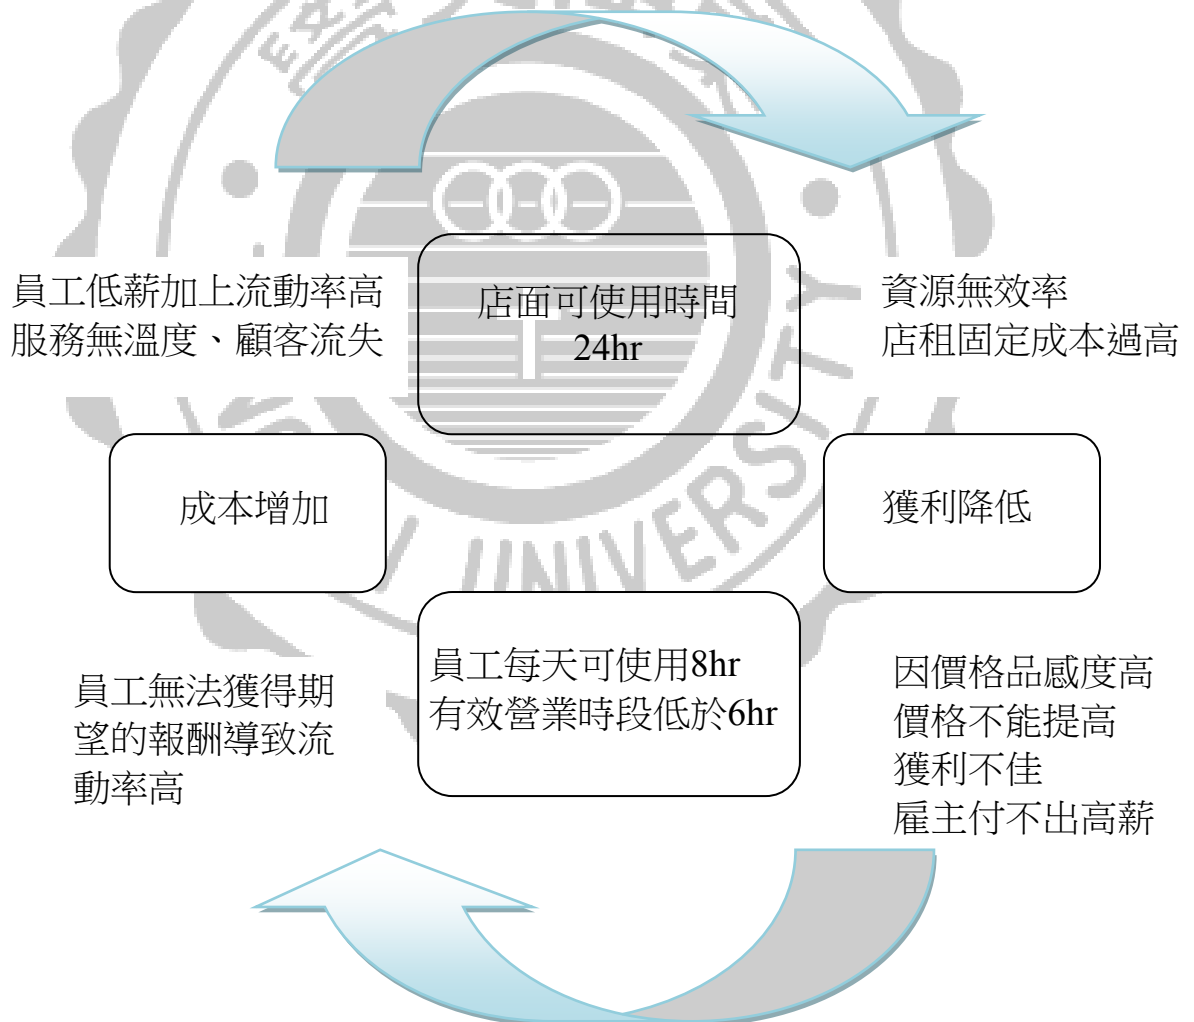 員工低薪加上流動率高
服務無溫度、顧客流失
店面可使用時間
24hr
資源無效率
店租固定成本過高
成本增加
獲利降低
員工每天可使用8hr
有效營業時段低於6hr
員工無法獲得期
望的報酬導致流
動率高
因價格品感度高
價格不能提高
獲利不佳
雇主付不出高薪
UNIVERSITY